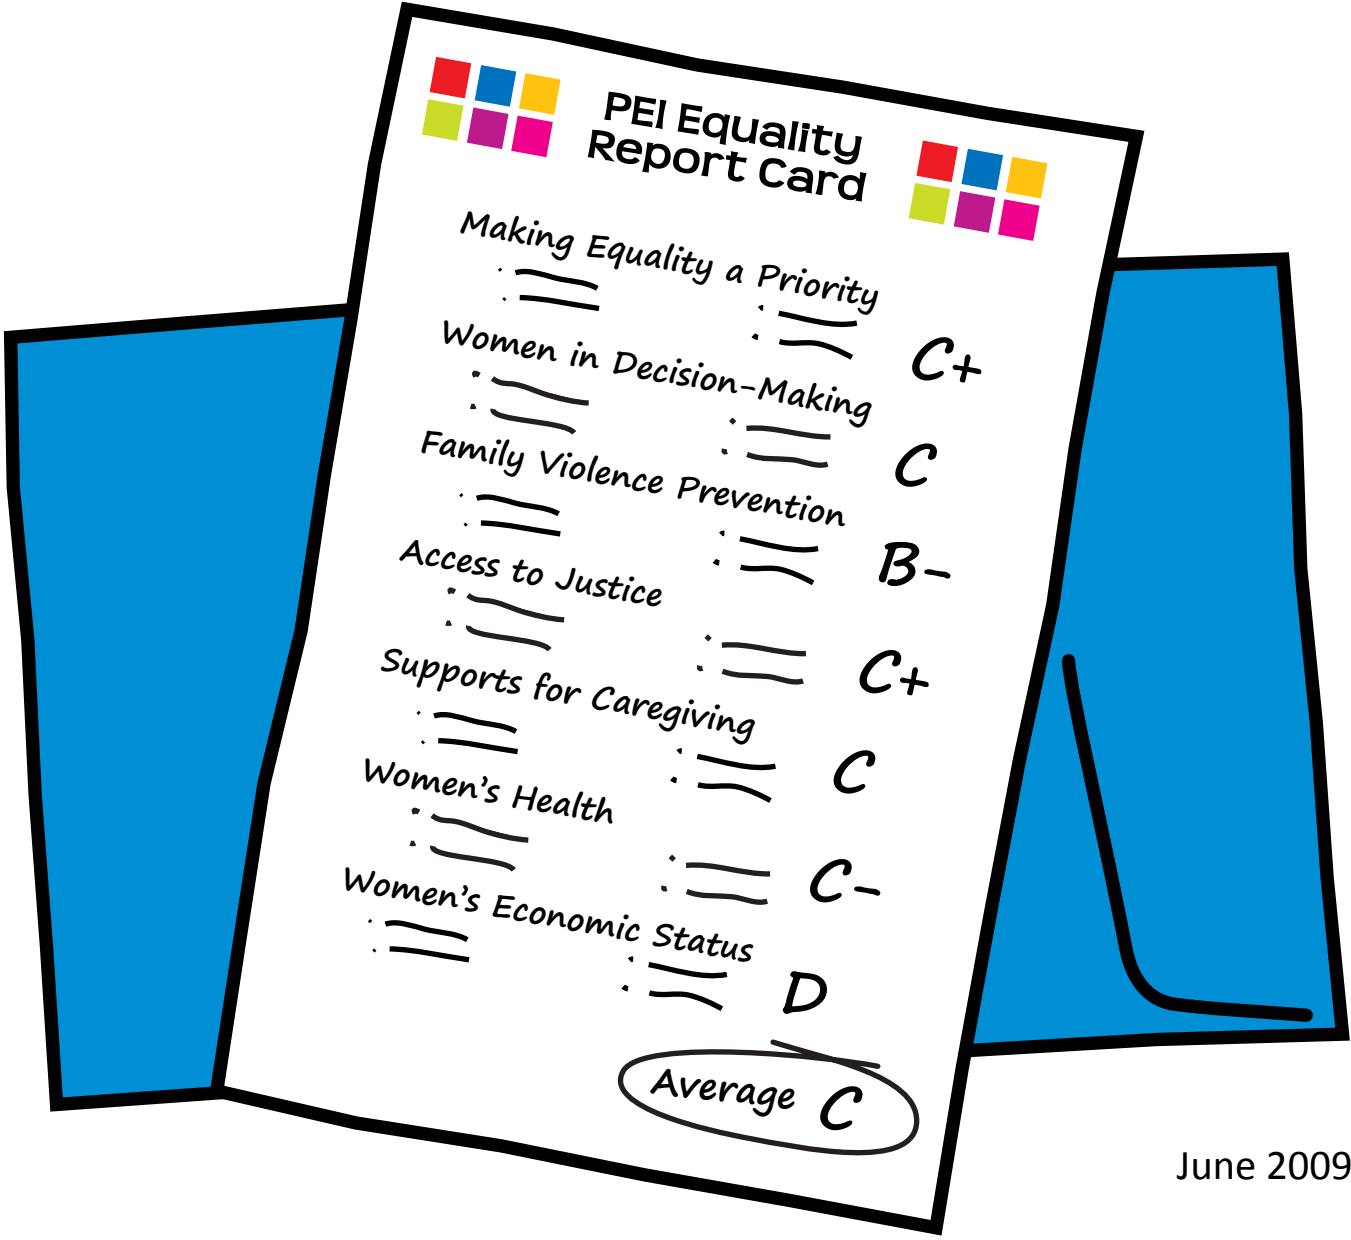 PEI Equality
Report Card
Making Equality a Priority
C+
Women in Decision-Making
C
Family Violence Prevention
B-
Access to Justice
C+
Supports for Caregiving
C
Women's Health
C-
Women's Economic Status
D
Average C
June 2009